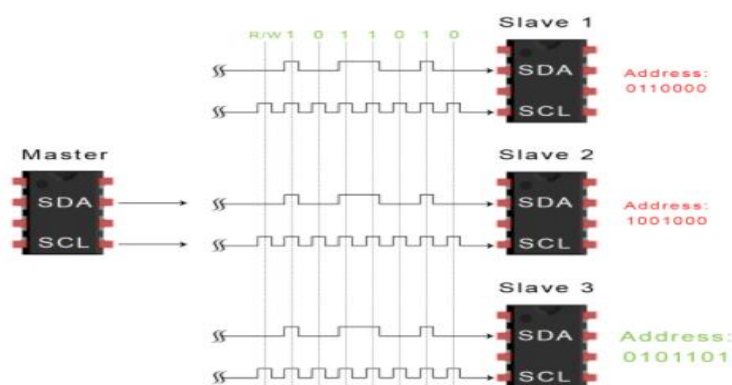 Slave 1
R/W 1 0 1 1 0 1 0
SDA
SCL
Address:
0110000
Master
SDA
SCL
Slave 2
SDA
SCL
Address:
1001000
Slave 3
SDA
SCL
Address:
0101101